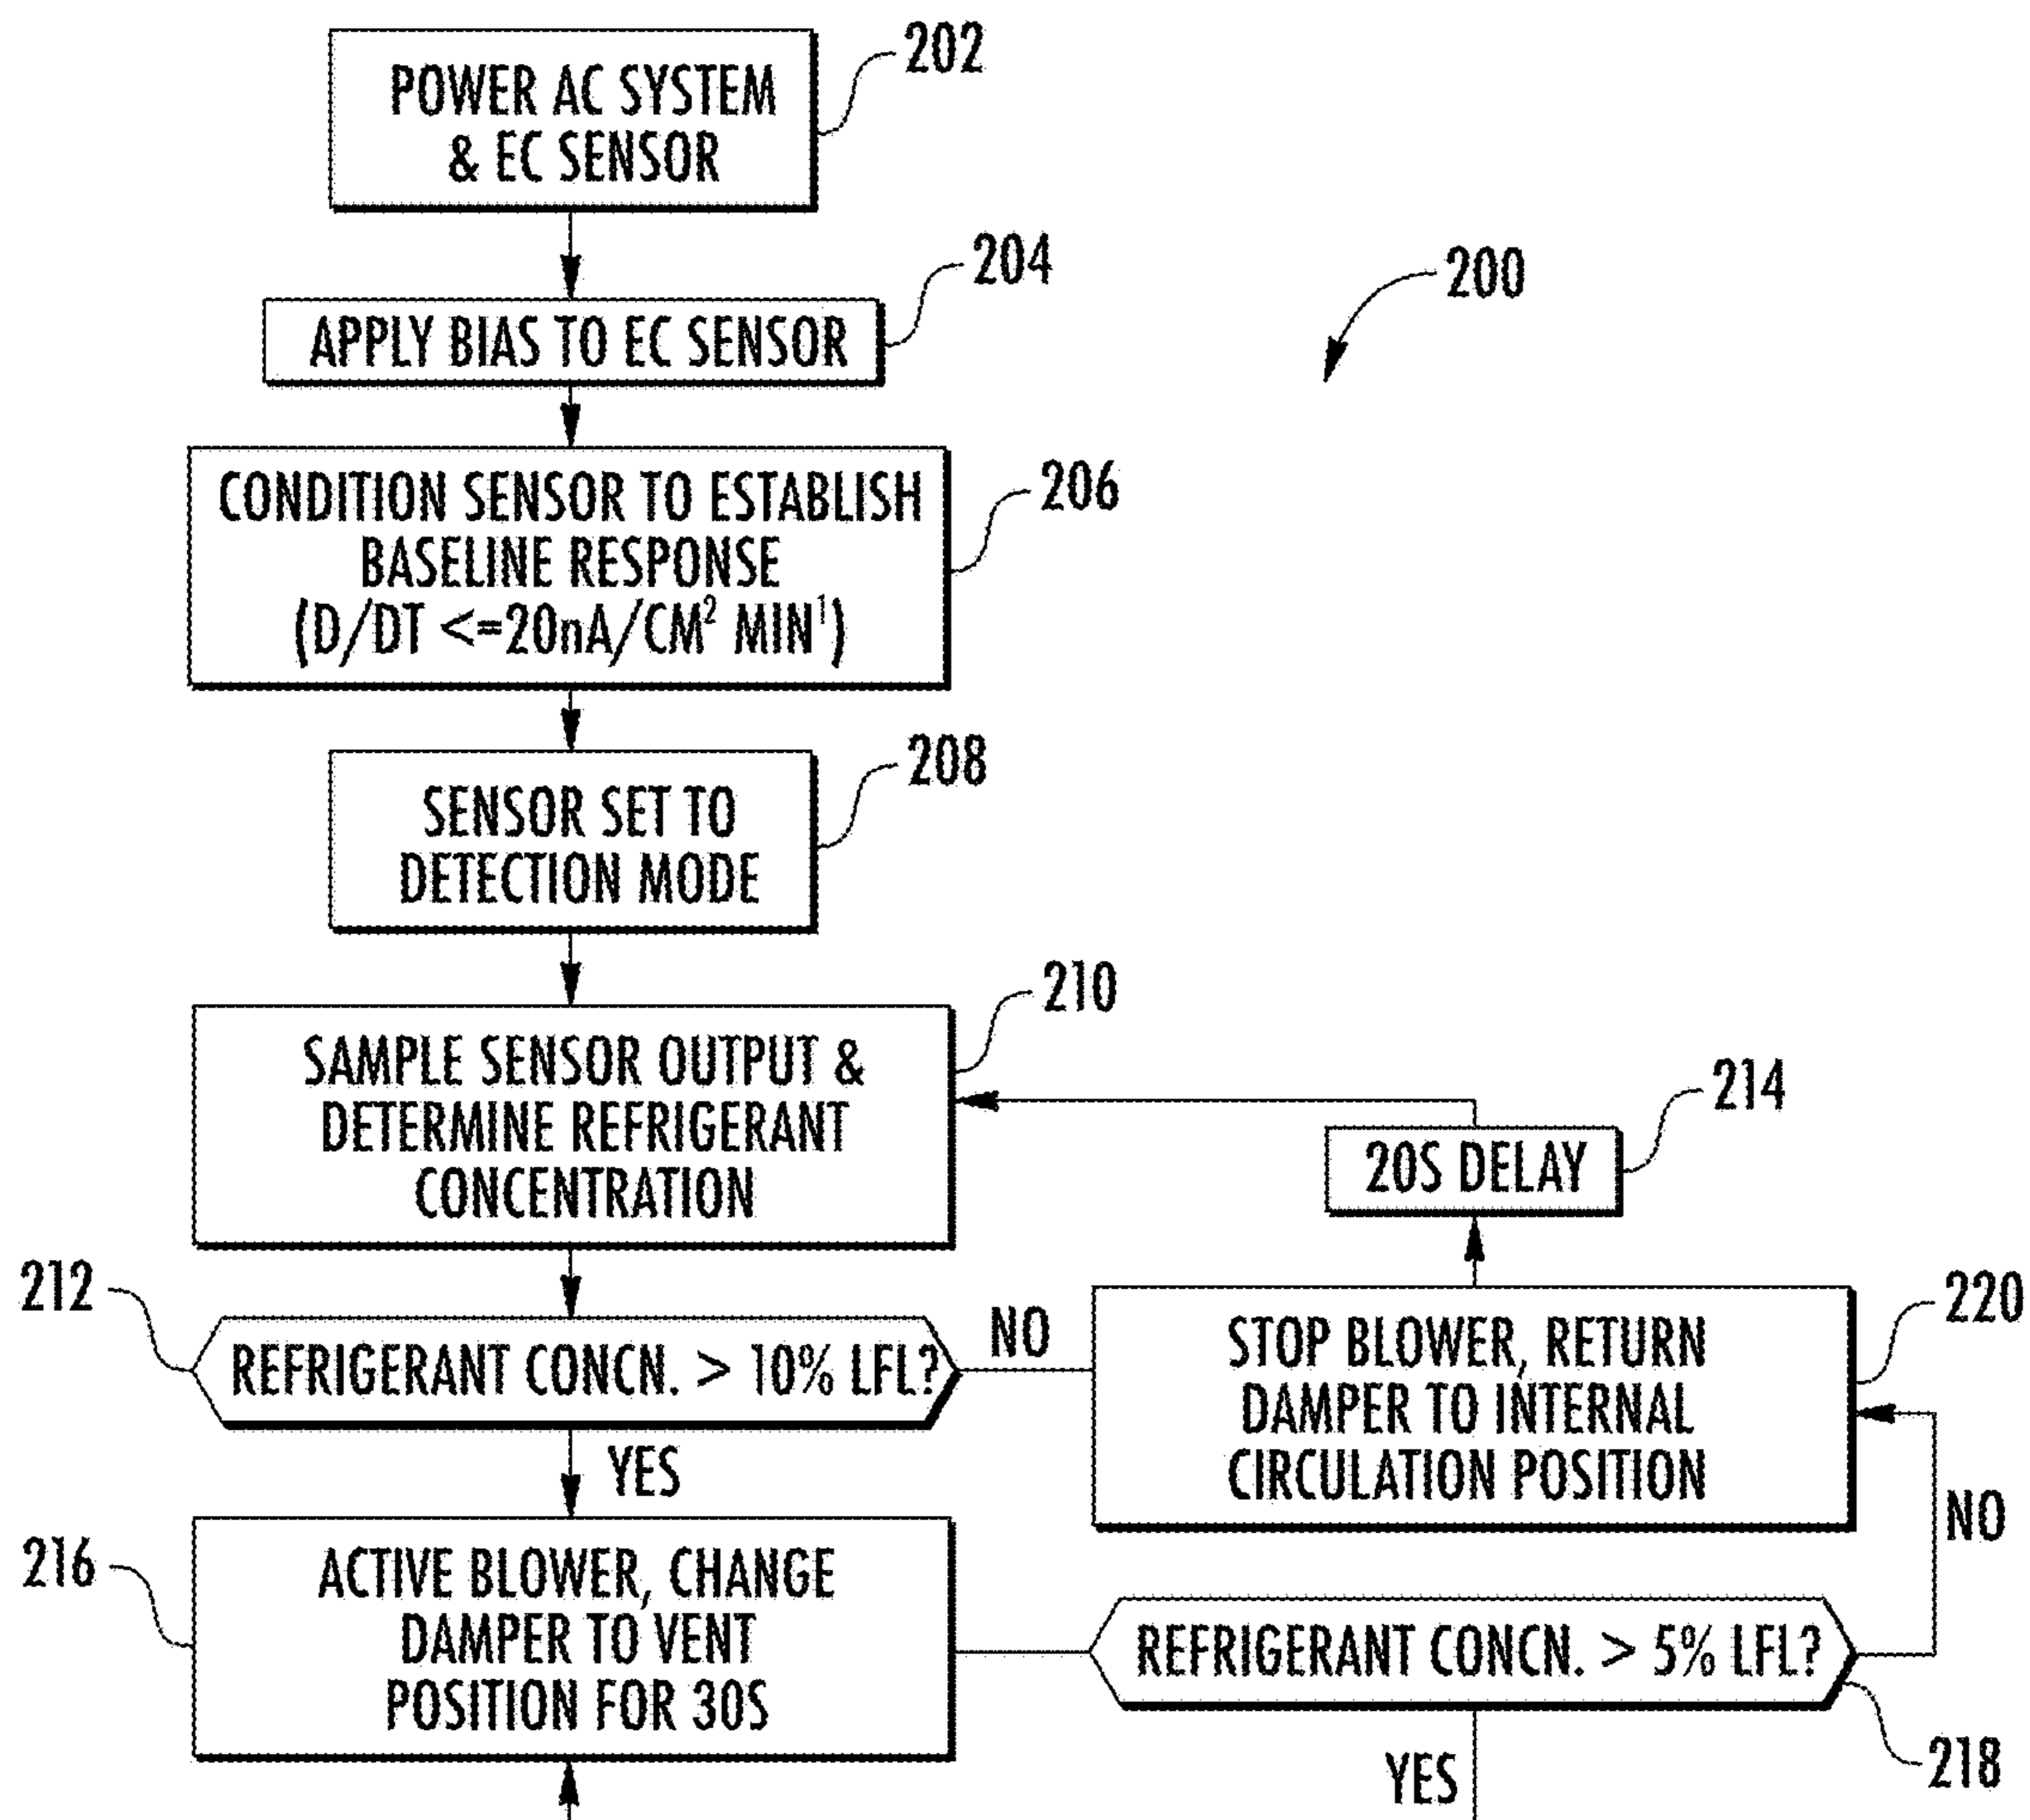 POWER AC SYSTEM
& EC SENSOR
202
APPLY BIAS TO EC SENSOR
204
200
CONDITION SENSOR TO ESTABLISH
BASELINE RESPONSE
(D/DT <=20nA/CM² MIN¹)
206
SENSOR SET TO
DETECTION MODE
208
SAMPLE SENSOR OUTPUT &
DETERMINE REFRIGERANT
CONCENTRATION
210
20S DELAY
214
212
REFRIGERANT CONCN. > 10% LFL?
NO
YES
STOP BLOWER, RETURN
DAMPER TO INTERNAL
CIRCULATION POSITION
220
216
ACTIVE BLOWER, CHANGE
DAMPER TO VENT
POSITION FOR 30S
REFRIGERANT CONCN. > 5% LFL?
NO
218
YES